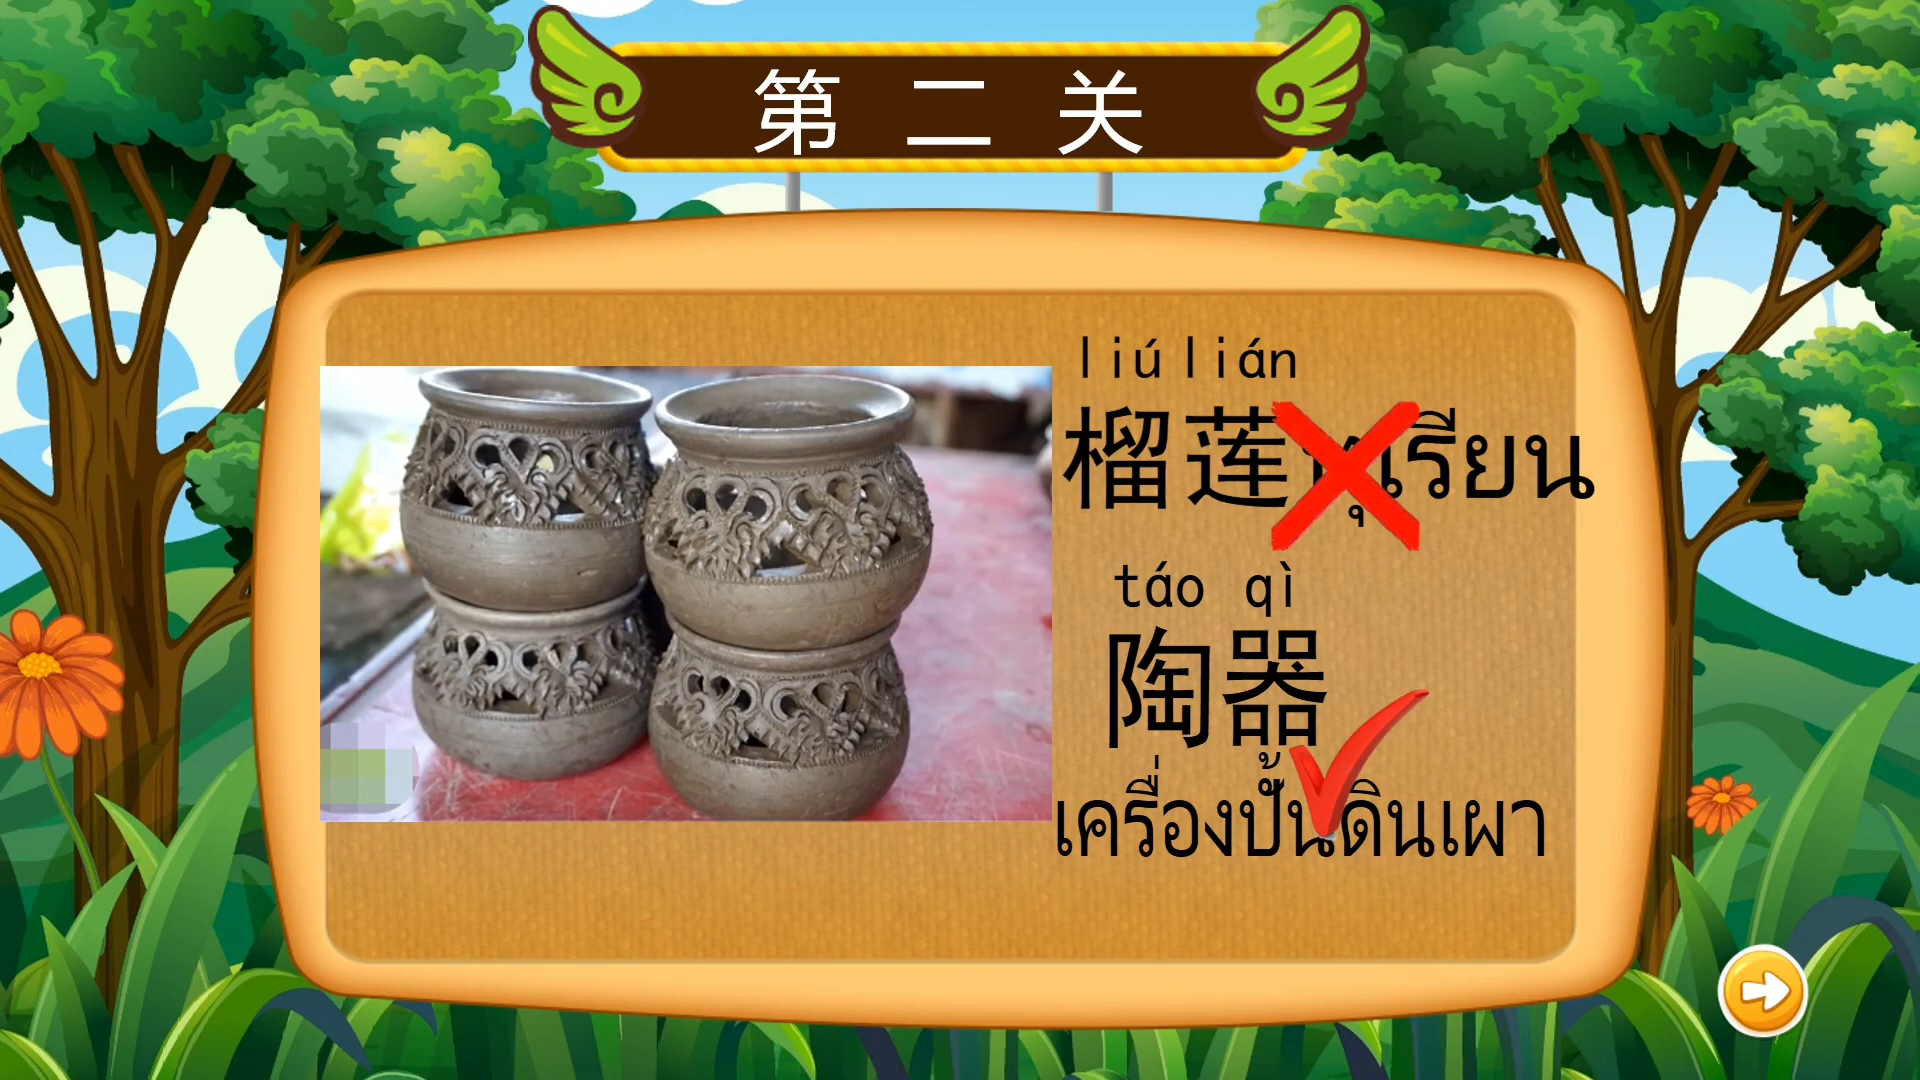 第 二 关
liú lián
榴莲ทุเรียน
táo qì
陶器
เครื่องปั้นดินเผา